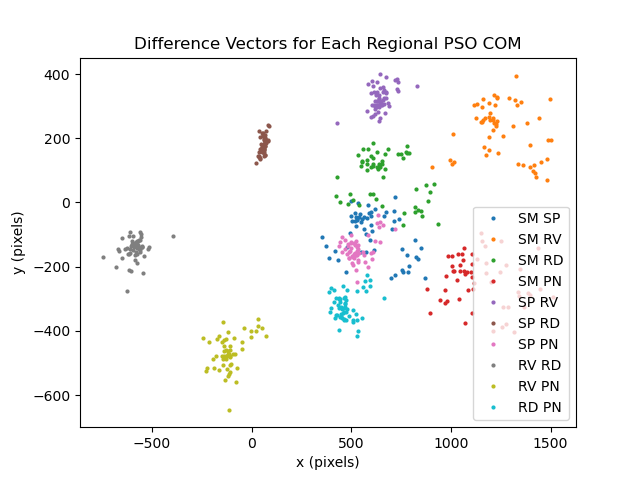 Difference Vectors for Each Regional PSO COM
400
200
0
−200
−400
−600
y (pixels)
−500
0
500
1000
1500
x (pixels)
SM SP
SM RV
SM RD
SM PN
SP RV
SP RD
SP PN
RV RD
RV PN
RD PN